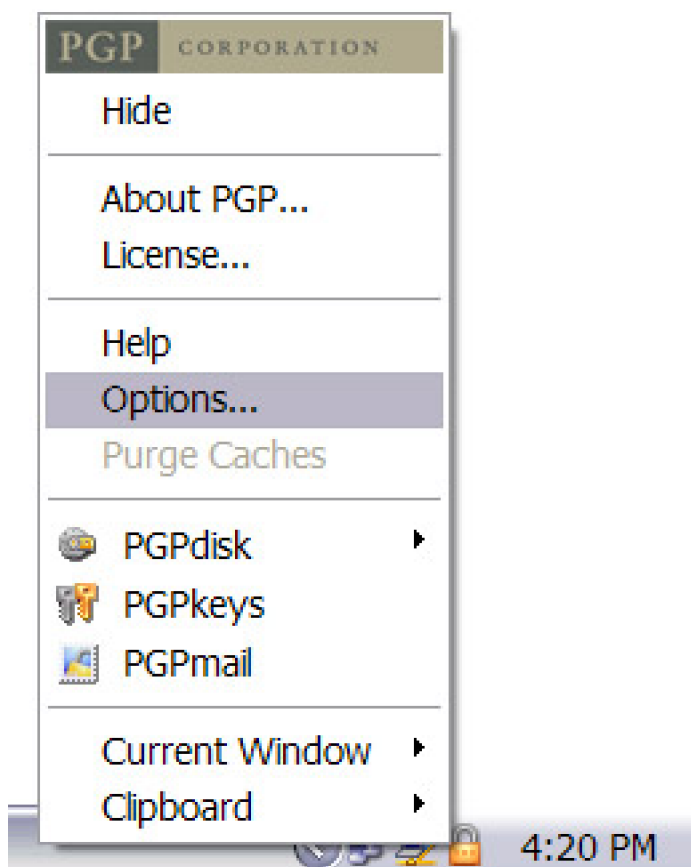 PGP CORPORATION
Hide
About PGP...
License...
Help
Options...
Purge Caches
PGPdisk
PGPkeys
PGPmail
Current Window
Clipboard
4:20 PM